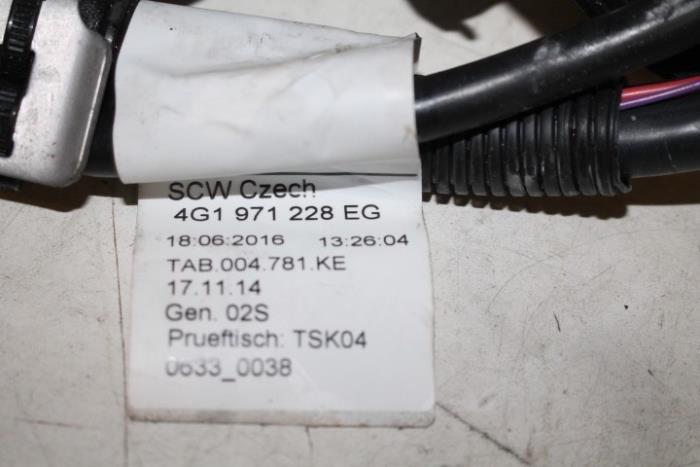 SCW Czech
4G1 971 228 EG
18:06:2016 13:26:04
TAB.004.781.KE
17.11.14
Gen. 02S
Prueftisch: TSK04
0633_0038